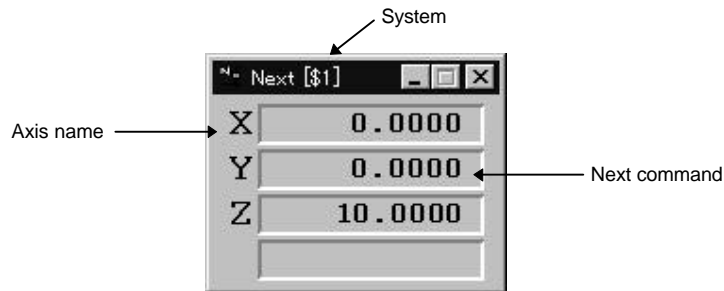 System
Next [$1]
Axis name
X 0.0000
Y 0.0000
Next command
Z 10.0000